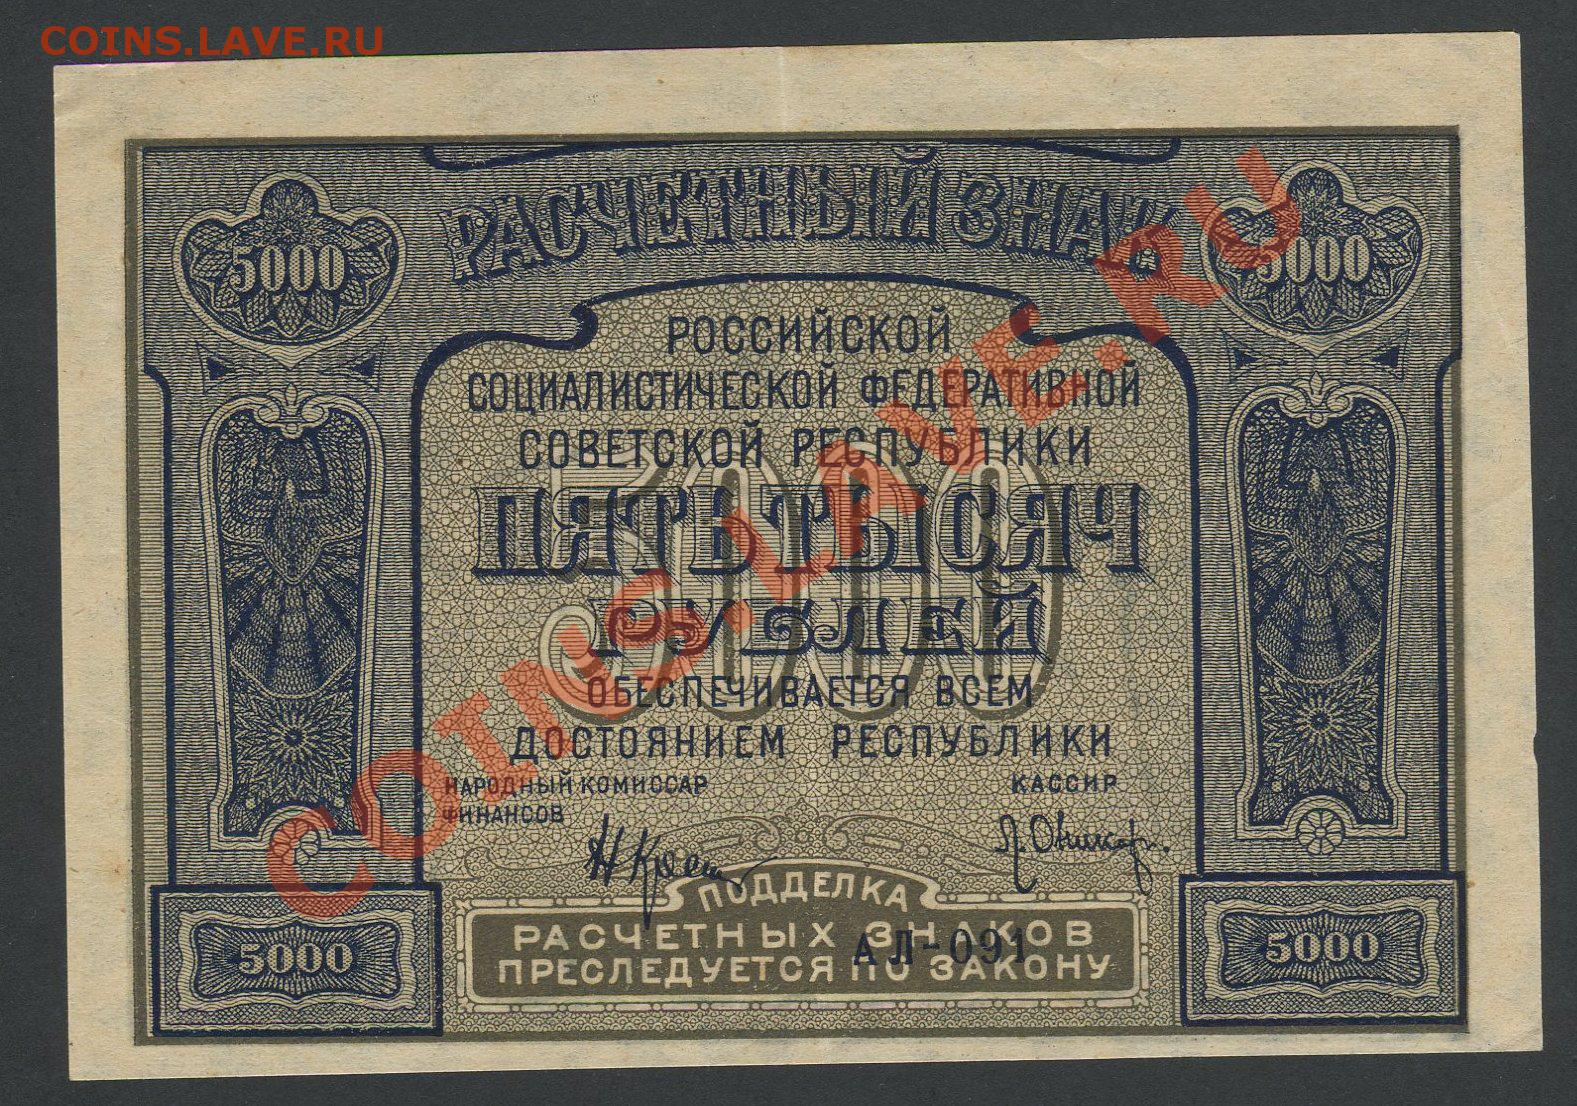 COINS.LAVE.RU
РАСЧЕТНЫЙ ЗНАК
5000
5000
РОССИЙСКОЙ
СОЦИАЛИСТИЧЕСКОЙ ФЕДЕРАТИВНОЙ
СОВЕТСКОЙ РЕСПУБЛИКИ
5000
ПЯТЬ ТЫСЯЧ
РУБЛЕЙ
ОБЕСПЕЧИВАЕТСЯ ВСЕМ
ДОСТОЯНИЕМ РЕСПУБЛИКИ
НАРОДНЫЙ КОМИССАР
ФИНАНСОВ
КАССИР
ПОДДЕЛКА
РАСЧЕТНЫХ ЗНАКОВ
ПРЕСЛЕДУЕТСЯ ПО ЗАКОНУ
АЛ-091
5000
5000
COINS.LAVE.RU